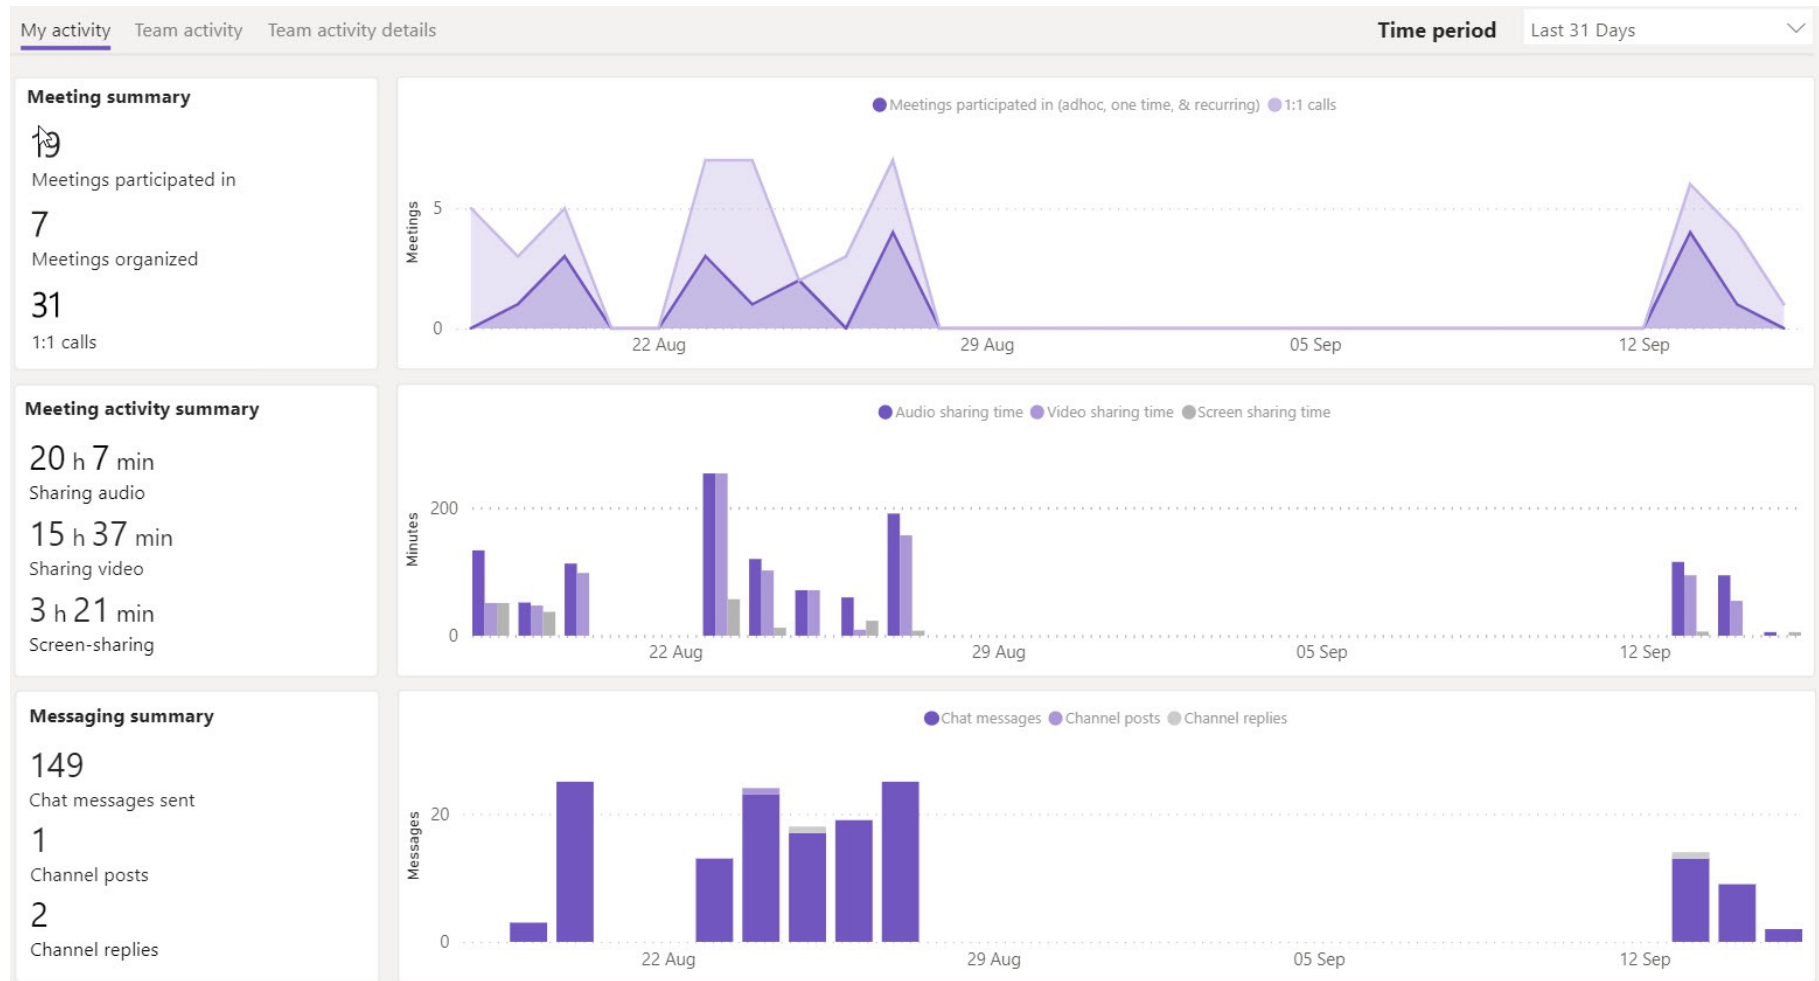 My activity Team activity Team activity details Time period Last 31 Days
Meeting summary
19
Meetings participated in
7
Meetings organized
31
1:1 calls
Meetings participated in (adhoc, one time, & recurring) 1:1 calls
Meetings
5
0
22 Aug 29 Aug 05 Sep 12 Sep
Meeting activity summary
20 h 7 min
Sharing audio
15 h 37 min
Sharing video
3 h 21 min
Screen-sharing
Audio sharing time Video sharing time Screen sharing time
Minutes
200
0
22 Aug 29 Aug 05 Sep 12 Sep
Messaging summary
149
Chat messages sent
1
Channel posts
2
Channel replies
Chat messages Channel posts Channel replies
Messages
20
0
22 Aug 29 Aug 05 Sep 12 Sep